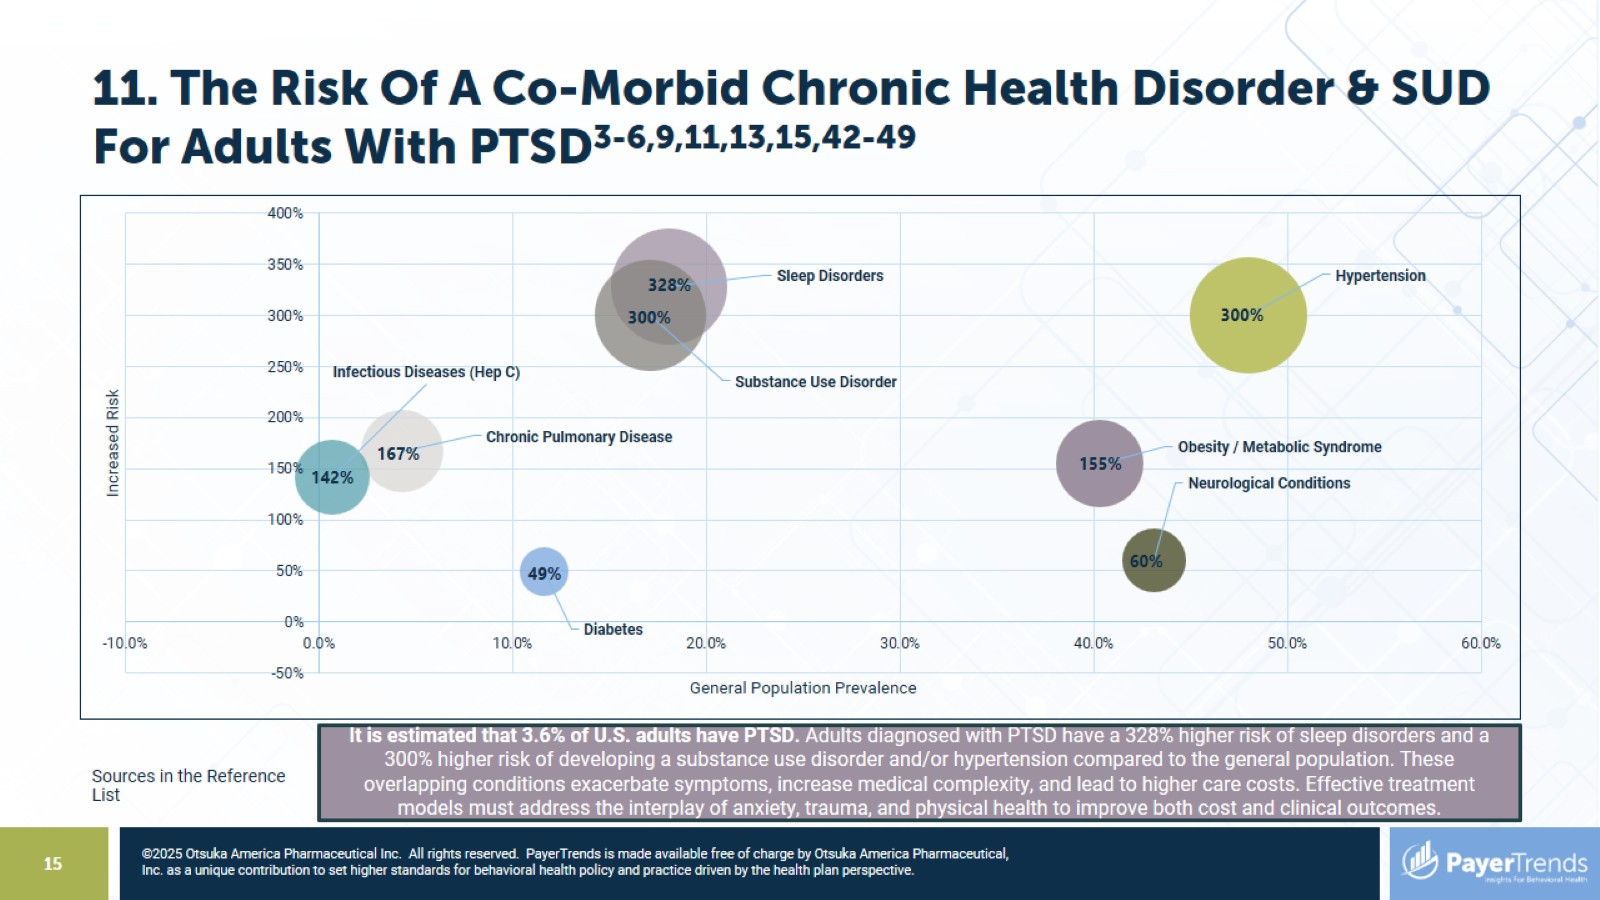 11. The Risk Of A Co-Morbid Chronic Health Disorder & SUD
For Adults With PTSD3-6,9,11,13,15,42-49
400%
350%
300%
250%
200%
150%
100%
50%
0%
-50%
Increased Risk
328%
Sleep Disorders
300%
Substance Use Disorder
300%
Hypertension
Infectious Diseases (Hep C)
142%
167%
Chronic Pulmonary Disease
155%
Obesity / Metabolic Syndrome
Neurological Conditions
60%
49%
Diabetes
-10.0%
0.0%
10.0%
20.0%
30.0%
40.0%
50.0%
60.0%
General Population Prevalence
It is estimated that 3.6% of U.S. adults have PTSD. Adults diagnosed with PTSD have a 328% higher risk of sleep disorders and a
300% higher risk of developing a substance use disorder and/or hypertension compared to the general population. These
overlapping conditions exacerbate symptoms, increase medical complexity, and lead to higher care costs. Effective treatment
models must address the interplay of anxiety, trauma, and physical health to improve both cost and clinical outcomes.
Sources in the Reference
List
15
©2025 Otsuka America Pharmaceutical Inc. All rights reserved. PayerTrends is made available free of charge by Otsuka America Pharmaceutical,
Inc. as a unique contribution to set higher standards for behavioral health policy and practice driven by the health plan perspective.
PayerTrends
Insights For Behavioral Health